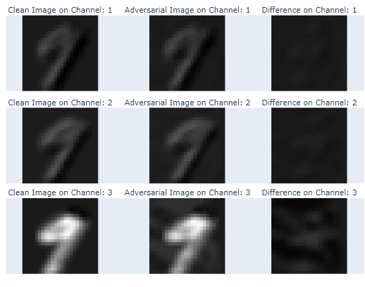 Clean Image on Channel: 1 Adversarial Image on Channel: 1 Difference on Channel: 1
Clean Image on Channel: 2 Adversarial Image on Channel: 2 Difference on Channel: 2
Clean Image on Channel: 3 Adversarial Image on Channel: 3 Difference on Channel: 3